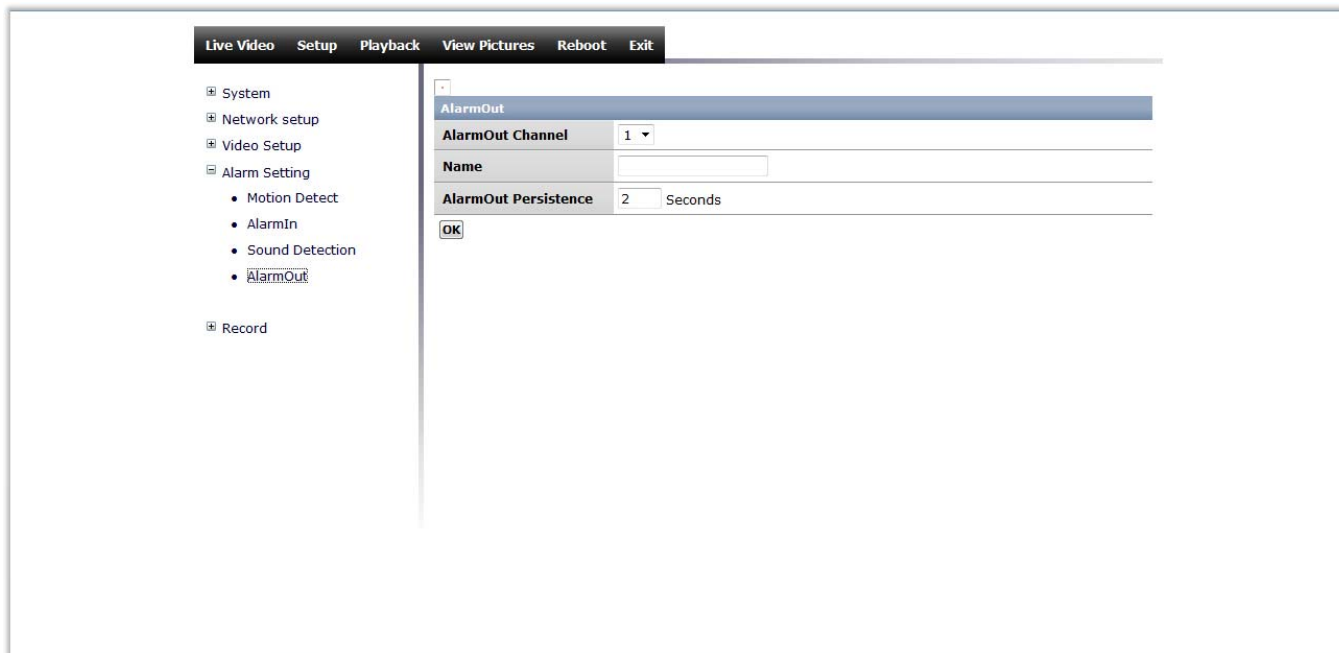 Live Video Setup Playback View Pictures Reboot Exit
System
Network setup
Video Setup
Alarm Setting
Motion Detect
AlarmIn
Sound Detection
AlarmOut
Record
AlarmOut
AlarmOut Channel 1
Name
AlarmOut Persistence 2 Seconds
OK